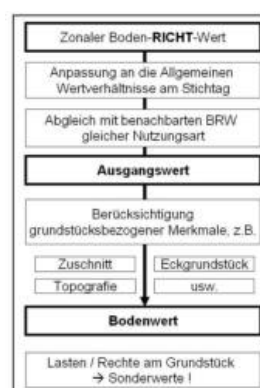 Zonaler Boden-RICHT-Wert
Anpassung an die Allgemeinen
Wertverhältnisse am Stichtag
Abgleich mit benachbarten BRW
gleicher Nutzungsart
Ausgangswert
Berücksichtigung
grundstücksbezogener Merkmale, z.B.
Zuschnitt
Eckgrundstück
Topografie
usw.
Bodenwert
Lasten / Rechte am Grundstück
→ Sonderwerte !